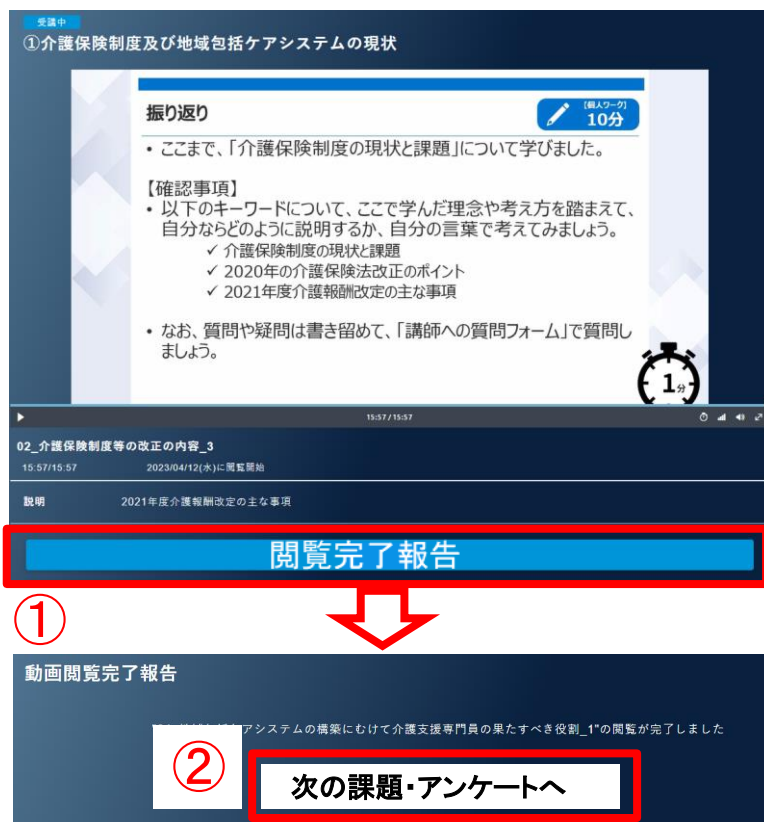 受講中
①介護保険制度及び地域包括ケアシステムの現状
振り返り
【個人ワーク】
10分
• ここまで、「介護保険制度の現状と課題」について学びました。
【確認事項】
• 以下のキーワードについて、ここで学んだ理念や考え方を踏まえて、
自分ならどのように説明するか、自分の言葉で考えてみましょう。
✓ 介護保険制度の現状と課題
✓ 2020年の介護保険法改正のポイント
✓ 2021年度介護報酬改定の主な事項
• なお、質問や疑問は書き留めて、「講師への質問フォーム」で質問し
ましょう。
1分
15:57/15:57
02_介護保険制度等の改正の内容_3
15:57/15:57 2023/04/12(水)に閲覧開始
説明 2021年度介護報酬改定の主な事項
閲覧完了報告
①
動画閲覧完了報告
システムの構築にむけて介護支援専門員の果たすべき役割_1"の閲覧が完了しました
②
次の課題・アンケートへ